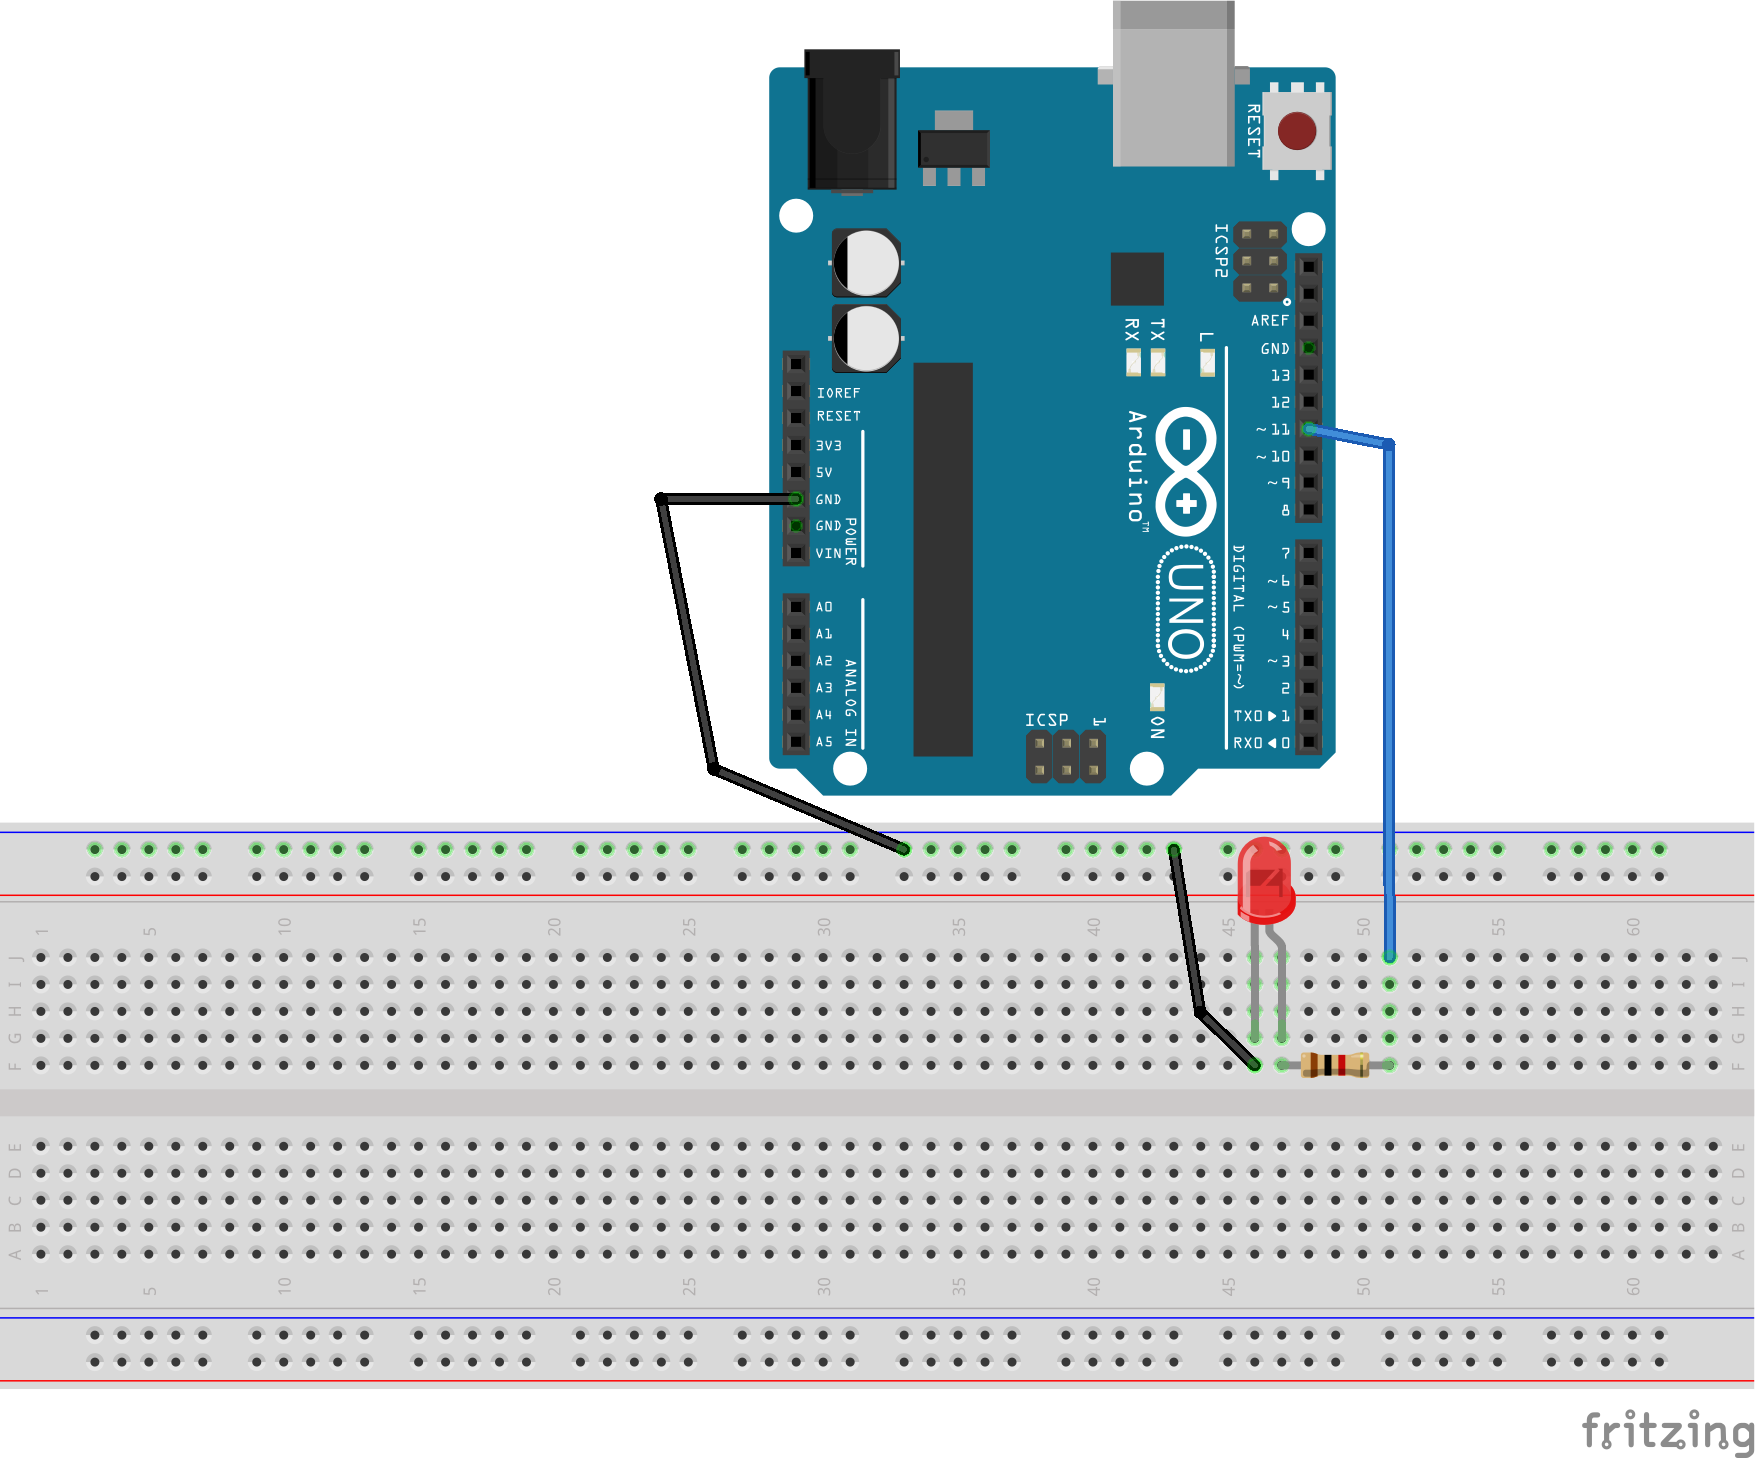 RESET
ICSP2
AREF
GND
13
12
~11
~10
~9
8
RX
TX
L
IOREF
RESET
3V3
5V
GND
GND
VIN
POWER
Arduino™
UNO
DIGITAL (PWM=~)
7
~6
~5
4
~3
2
TX0▶1
RX0◀0
A0
A1
A2
A3
A4
A5
ANALOG IN
ICSP
1
ON
1 5 10 15 20 25 30 35 40 45 50 55 60
J J
I I
H H
G G
F F
E E
D D
C C
B B
A A
1 5 10 15 20 25 30 35 40 45 50 55 60
fritzing